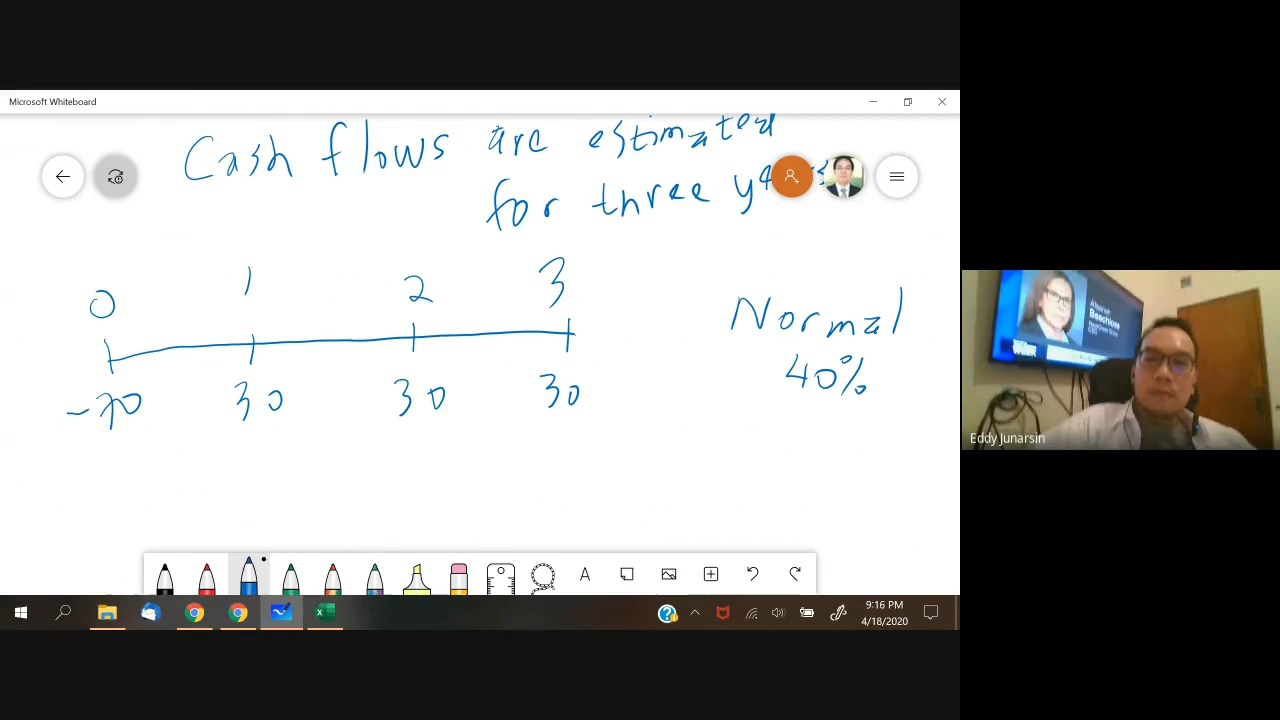 Microsoft Whiteboard
Cash flows are estimated
for three
0 1 2 3
-70 30 30 30
Normal
40%
Eddy Junarsin
A
9:16 PM
4/18/2020